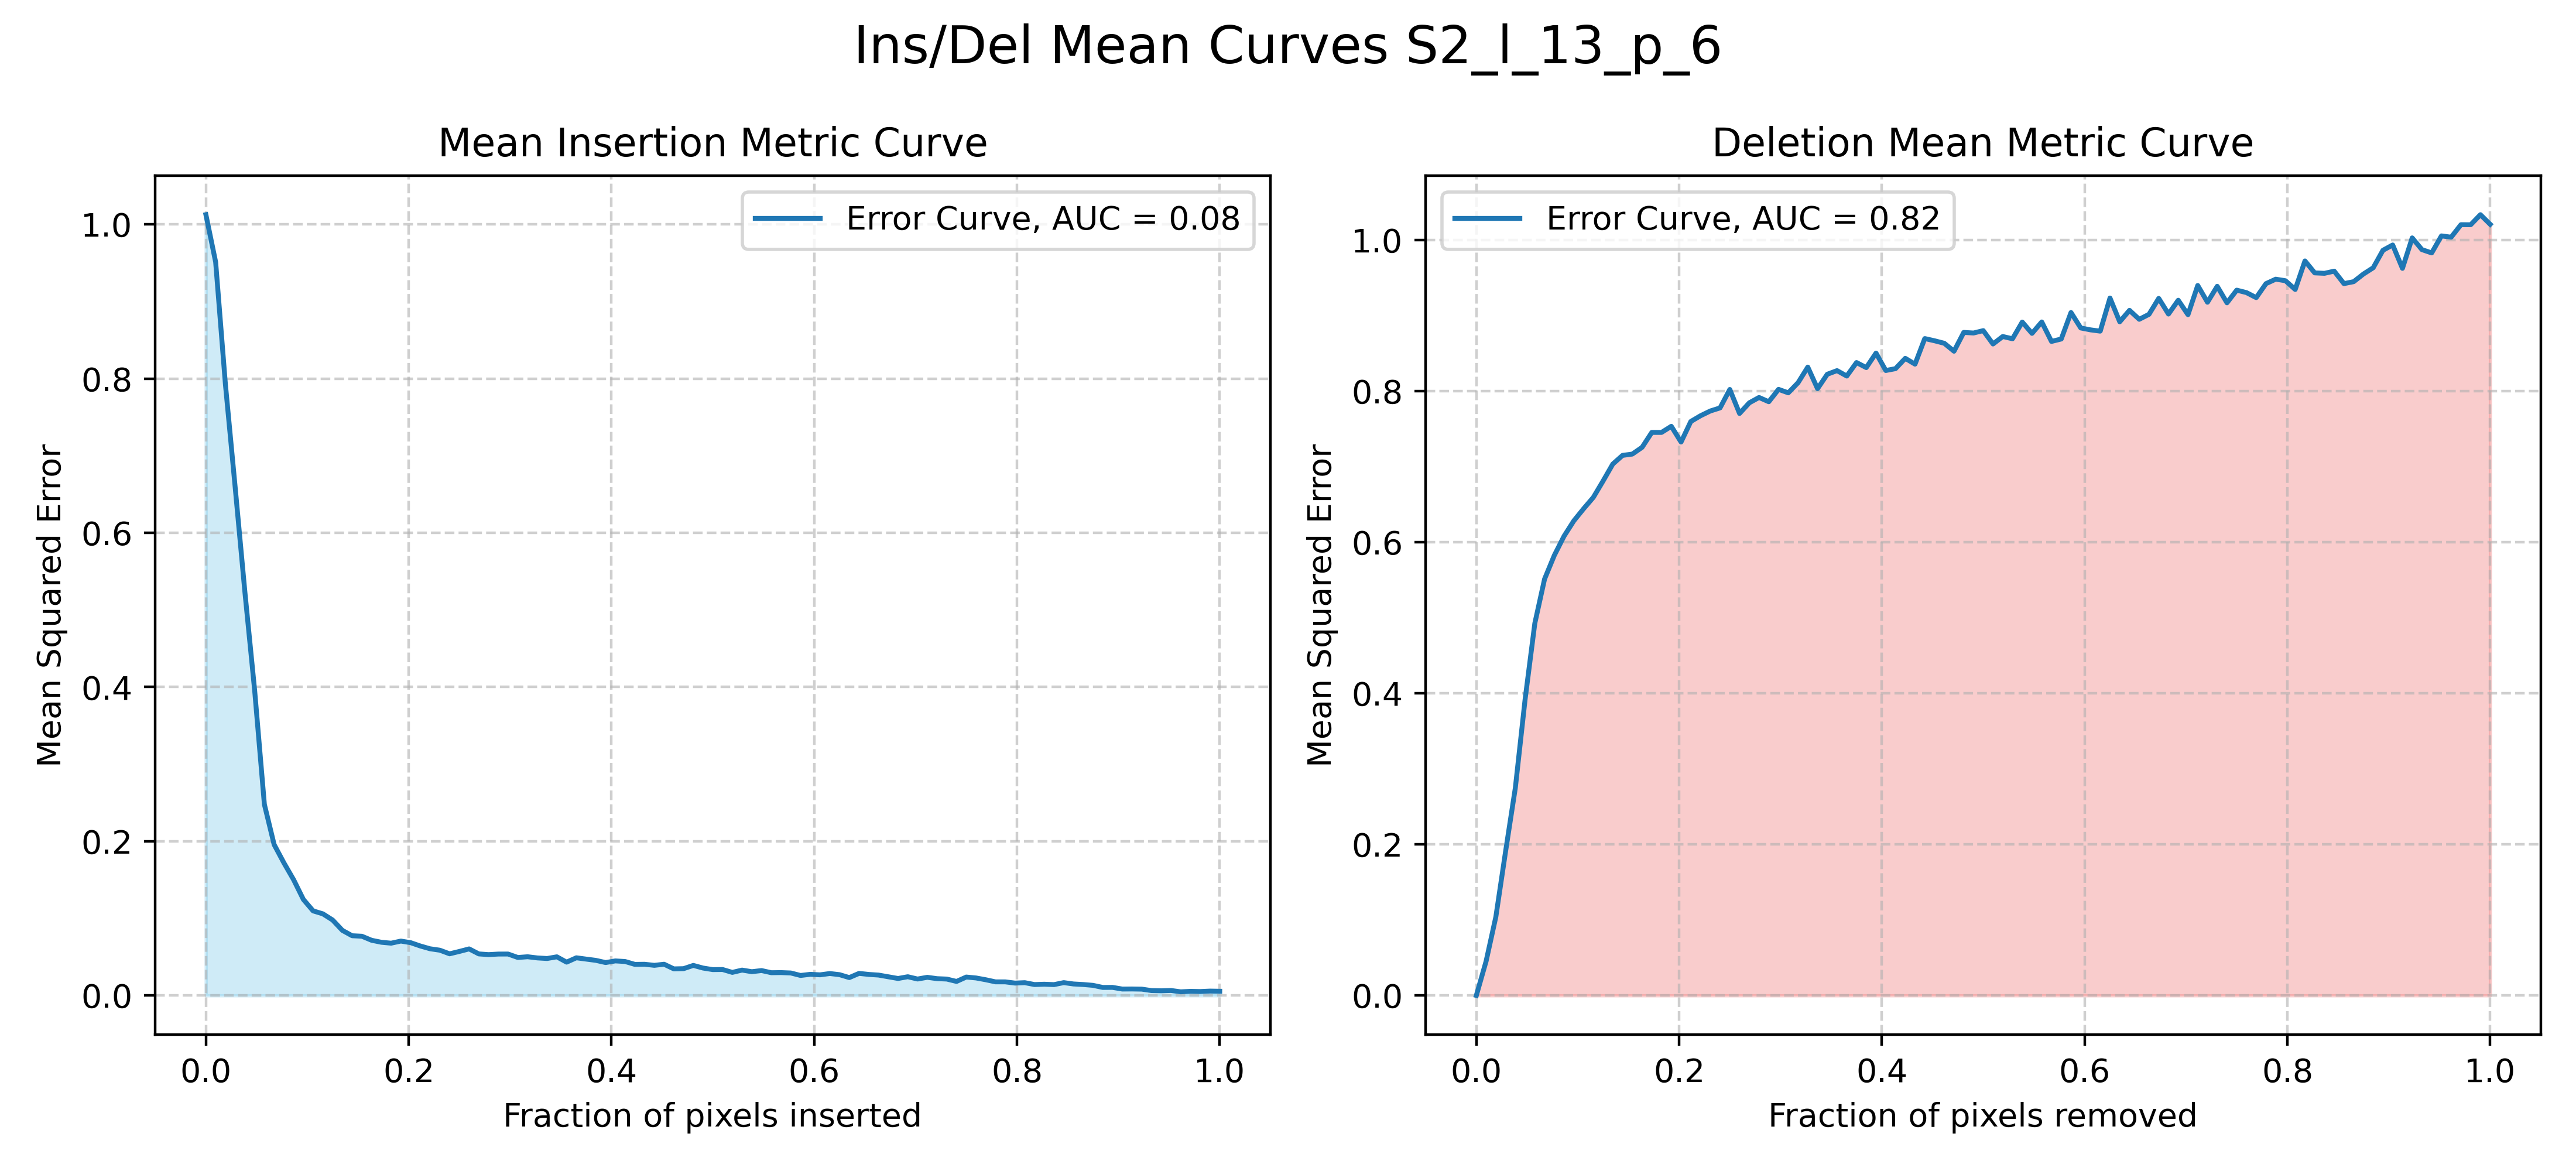 Ins/Del Mean Curves S2_l_13_p_6
Mean Insertion Metric Curve
Error Curve, AUC = 0.08
1.0
0.8
0.6
0.4
0.2
0.0
Mean Squared Error
0.0 0.2 0.4 0.6 0.8 1.0
Fraction of pixels inserted
Deletion Mean Metric Curve
Error Curve, AUC = 0.82
1.0
0.8
0.6
0.4
0.2
0.0
Mean Squared Error
0.0 0.2 0.4 0.6 0.8 1.0
Fraction of pixels removed